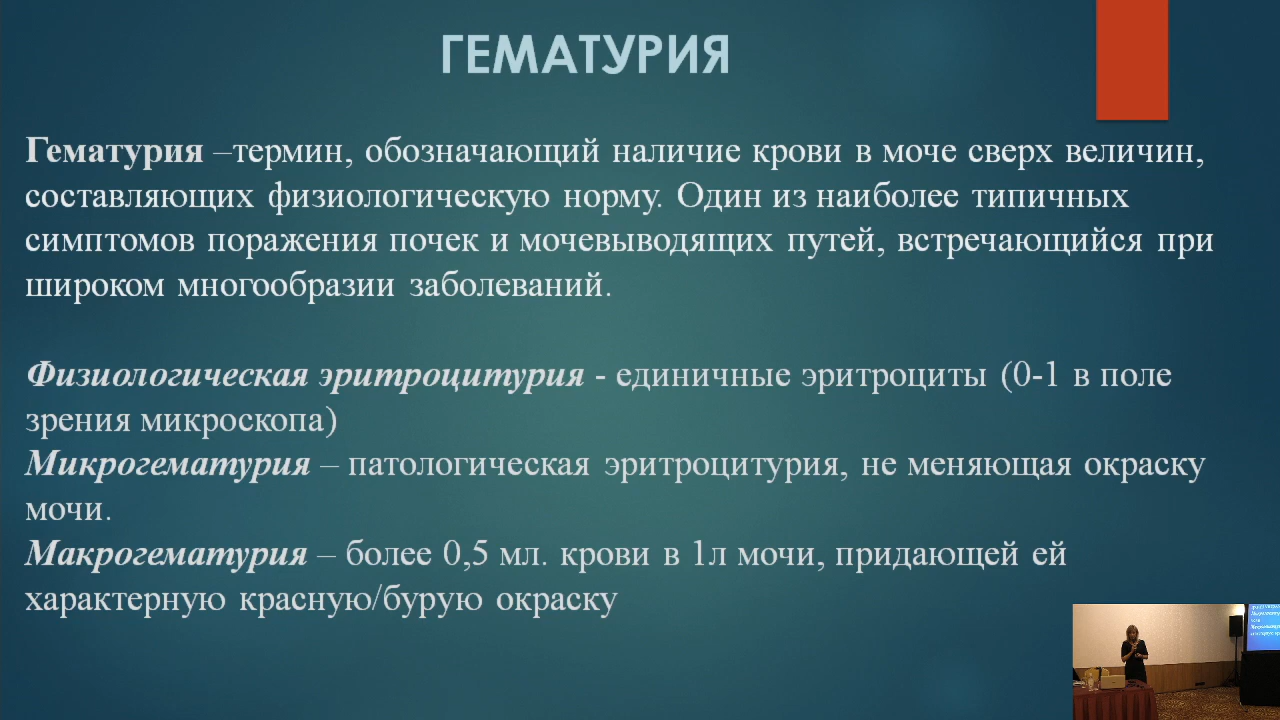 ГЕМАТУРИЯ
Гематурия –термин, обозначающий наличие крови в моче сверх величин,
составляющих физиологическую норму. Один из наиболее типичных
симптомов поражения почек и мочевыводящих путей, встречающийся при
широком многообразии заболеваний.
Физиологическая эритроцитурия - единичные эритроциты (0-1 в поле
зрения микроскопа)
Микрогематурия – патологическая эритроцитурия, не меняющая окраску
мочи.
Макрогематурия – более 0,5 мл. крови в 1л мочи, придающей ей
характерную красную/бурую окраску